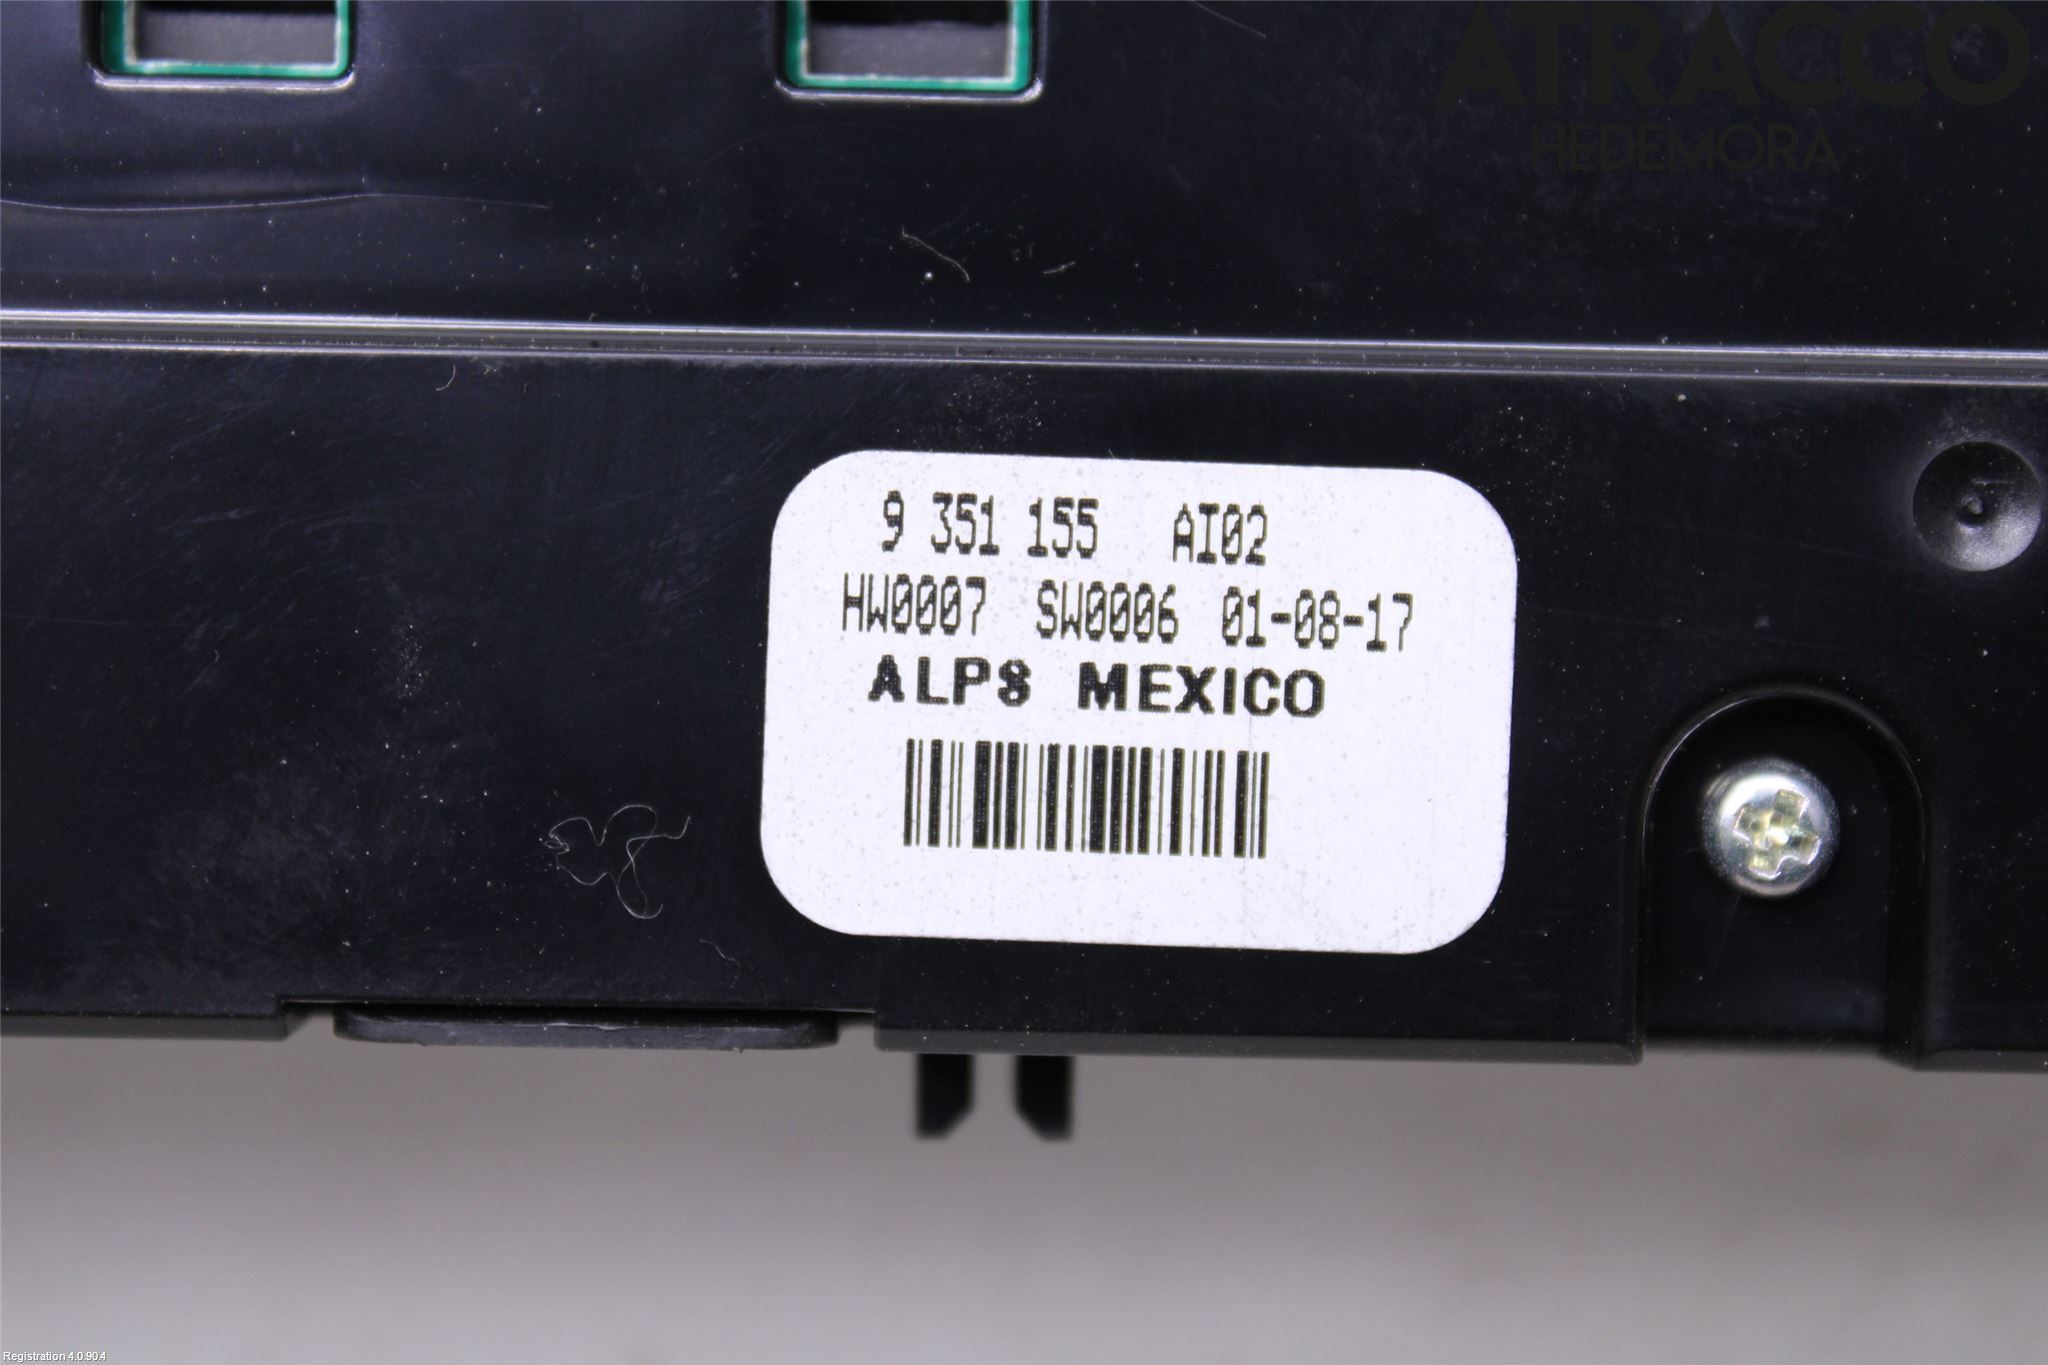 ATRACCO
HEDEMORA
9 351 155 AI02
HW0007 SW0006 01-08-17
ALPS MEXICO
Registration 4.0.90.4